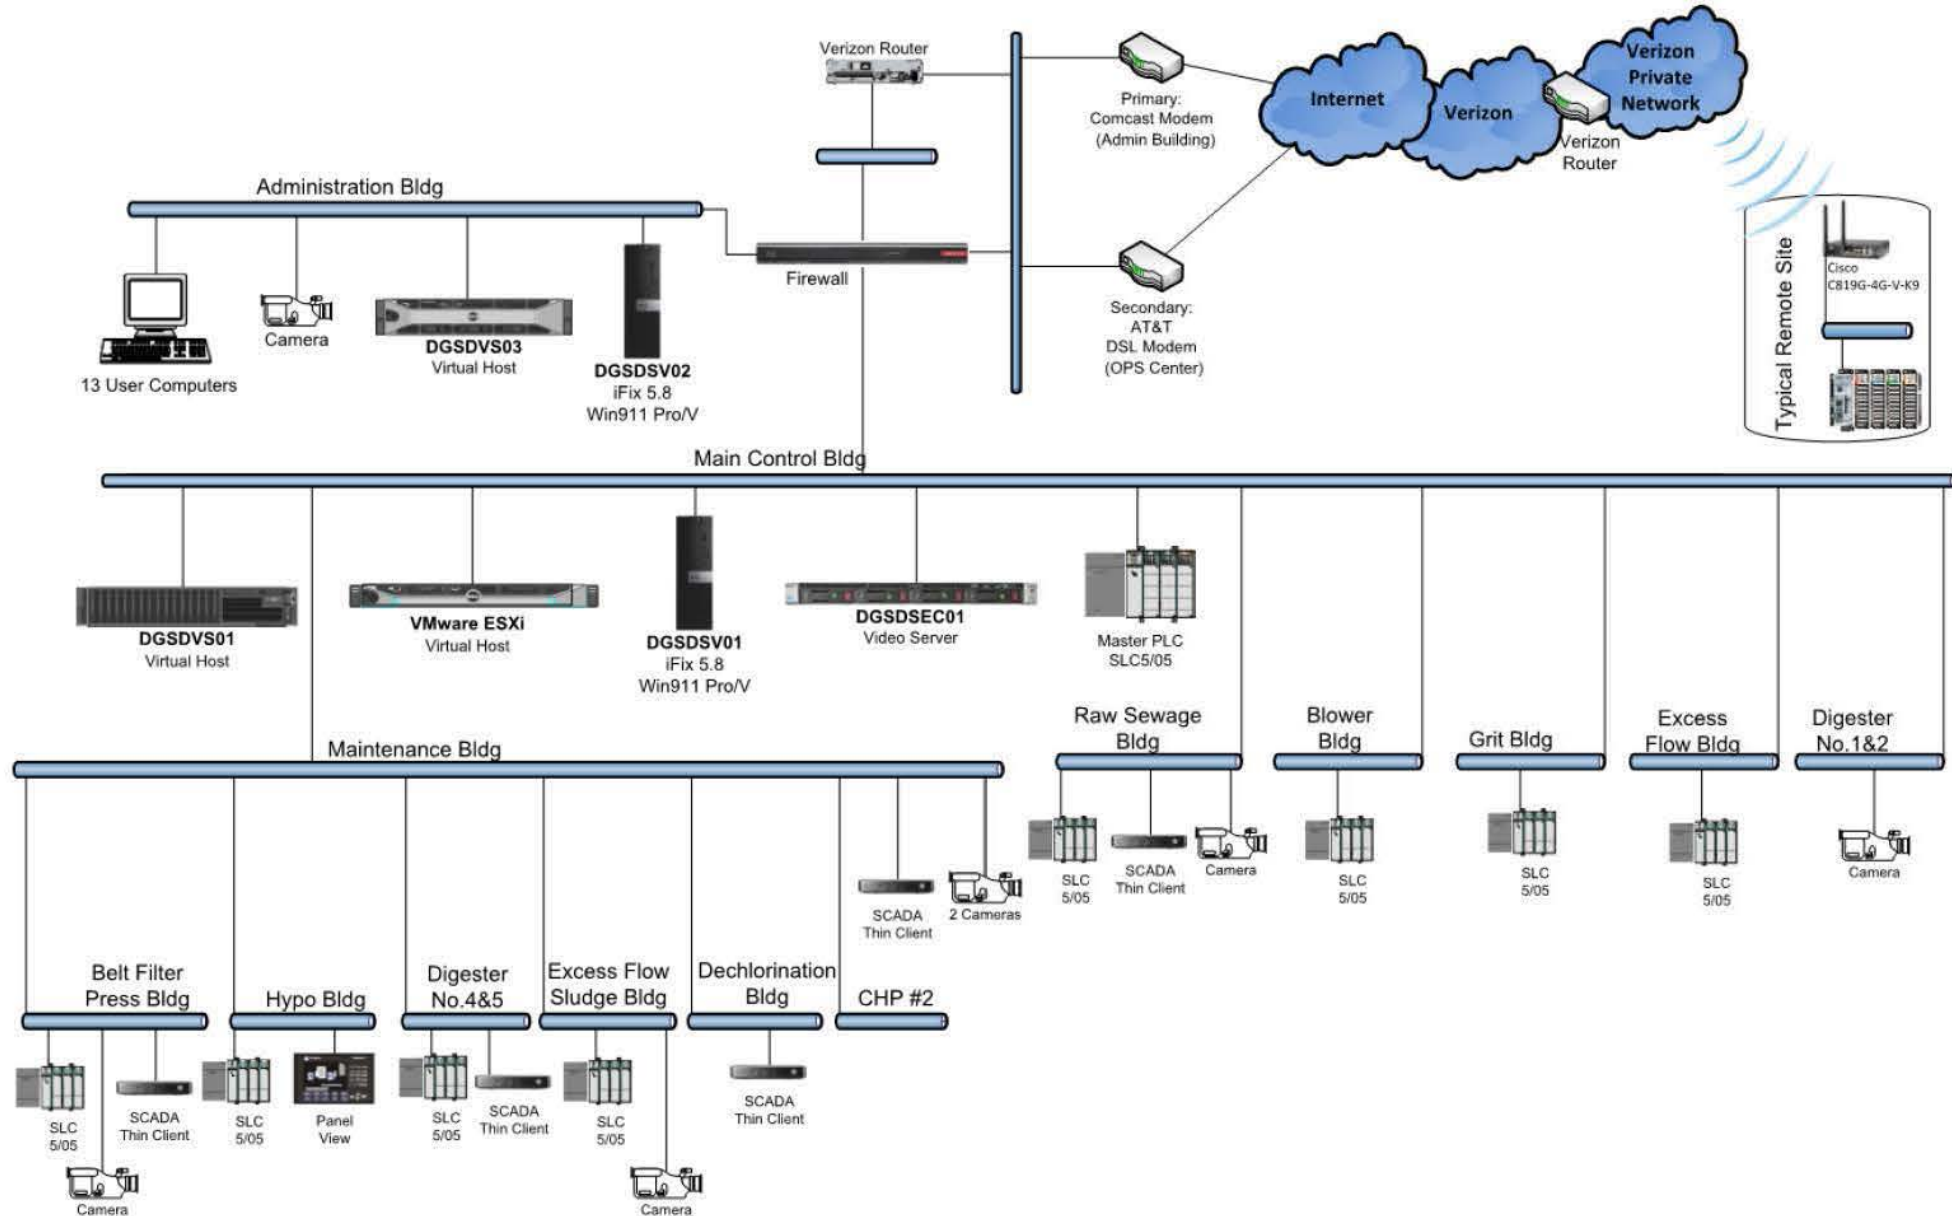 Verizon Router
Primary:
Comcast Modem
(Admin Building)
Internet
Verizon
Verizon
Private
Network
Verizon
Router
Administration Bldg
Firewall
Secondary:
AT&T
DSL Modem
(OPS Center)
Typical Remote Site
Cisco
C819G-4G-V-K9
13 User Computers
Camera
DGSDVS03
Virtual Host
DGSDSV02
iFix 5.8
Win911 Pro/V
Main Control Bldg
DGSDVS01
Virtual Host
VMware ESXi
Virtual Host
DGSDSV01
iFix 5.8
Win911 Pro/V
DGSDSEC01
Video Server
Master PLC
SLC5/05
Raw Sewage
Bldg
Blower
Bldg
Grit Bldg
Excess
Flow Bldg
Digester
No.1&2
SLC
5/05
SCADA
Thin Client
Camera
SLC
5/05
SLC
5/05
SLC
5/05
Camera
Maintenance Bldg
SCADA
Thin Client
2 Cameras
Belt Filter
Press Bldg
Hypo Bldg
Digester
No.4&5
Excess Flow
Sludge Bldg
Dechlorination
Bldg
CHP #2
SLC
5/05
SCADA
Thin Client
Camera
SLC
5/05
Panel
View
SLC
5/05
SCADA
Thin Client
SLC
5/05
Camera
SCADA
Thin Client